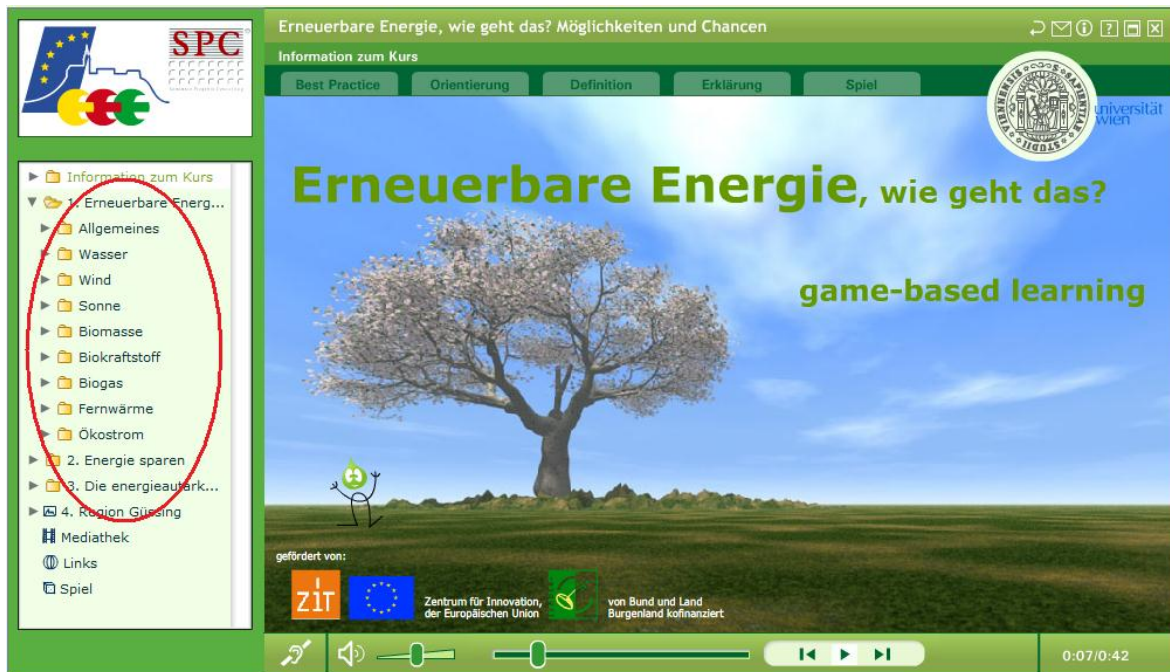 SPC
Erneuerbare Energie, wie geht das? Möglichkeiten und Chancen
Information zum Kurs
Best Practice
Orientierung
Definition
Erklärung
Spiel
universität
wien
Information zum Kurs
1. Erneuerbare Energ...
Allgemeines
Wasser
Wind
Sonne
Biomasse
Biokraftstoff
Biogas
Fernwärme
Ökostrom
2. Energie sparen
3. Die energieautark...
4. Region Güssing
Mediathek
Links
Spiel
Erneuerbare Energie, wie geht das?
game-based learning
gefördert von:
ZIT
Zentrum für Innovation,
der Europäischen Union
von Bund und Land
Burgenland kofinanziert
0:07/0:42